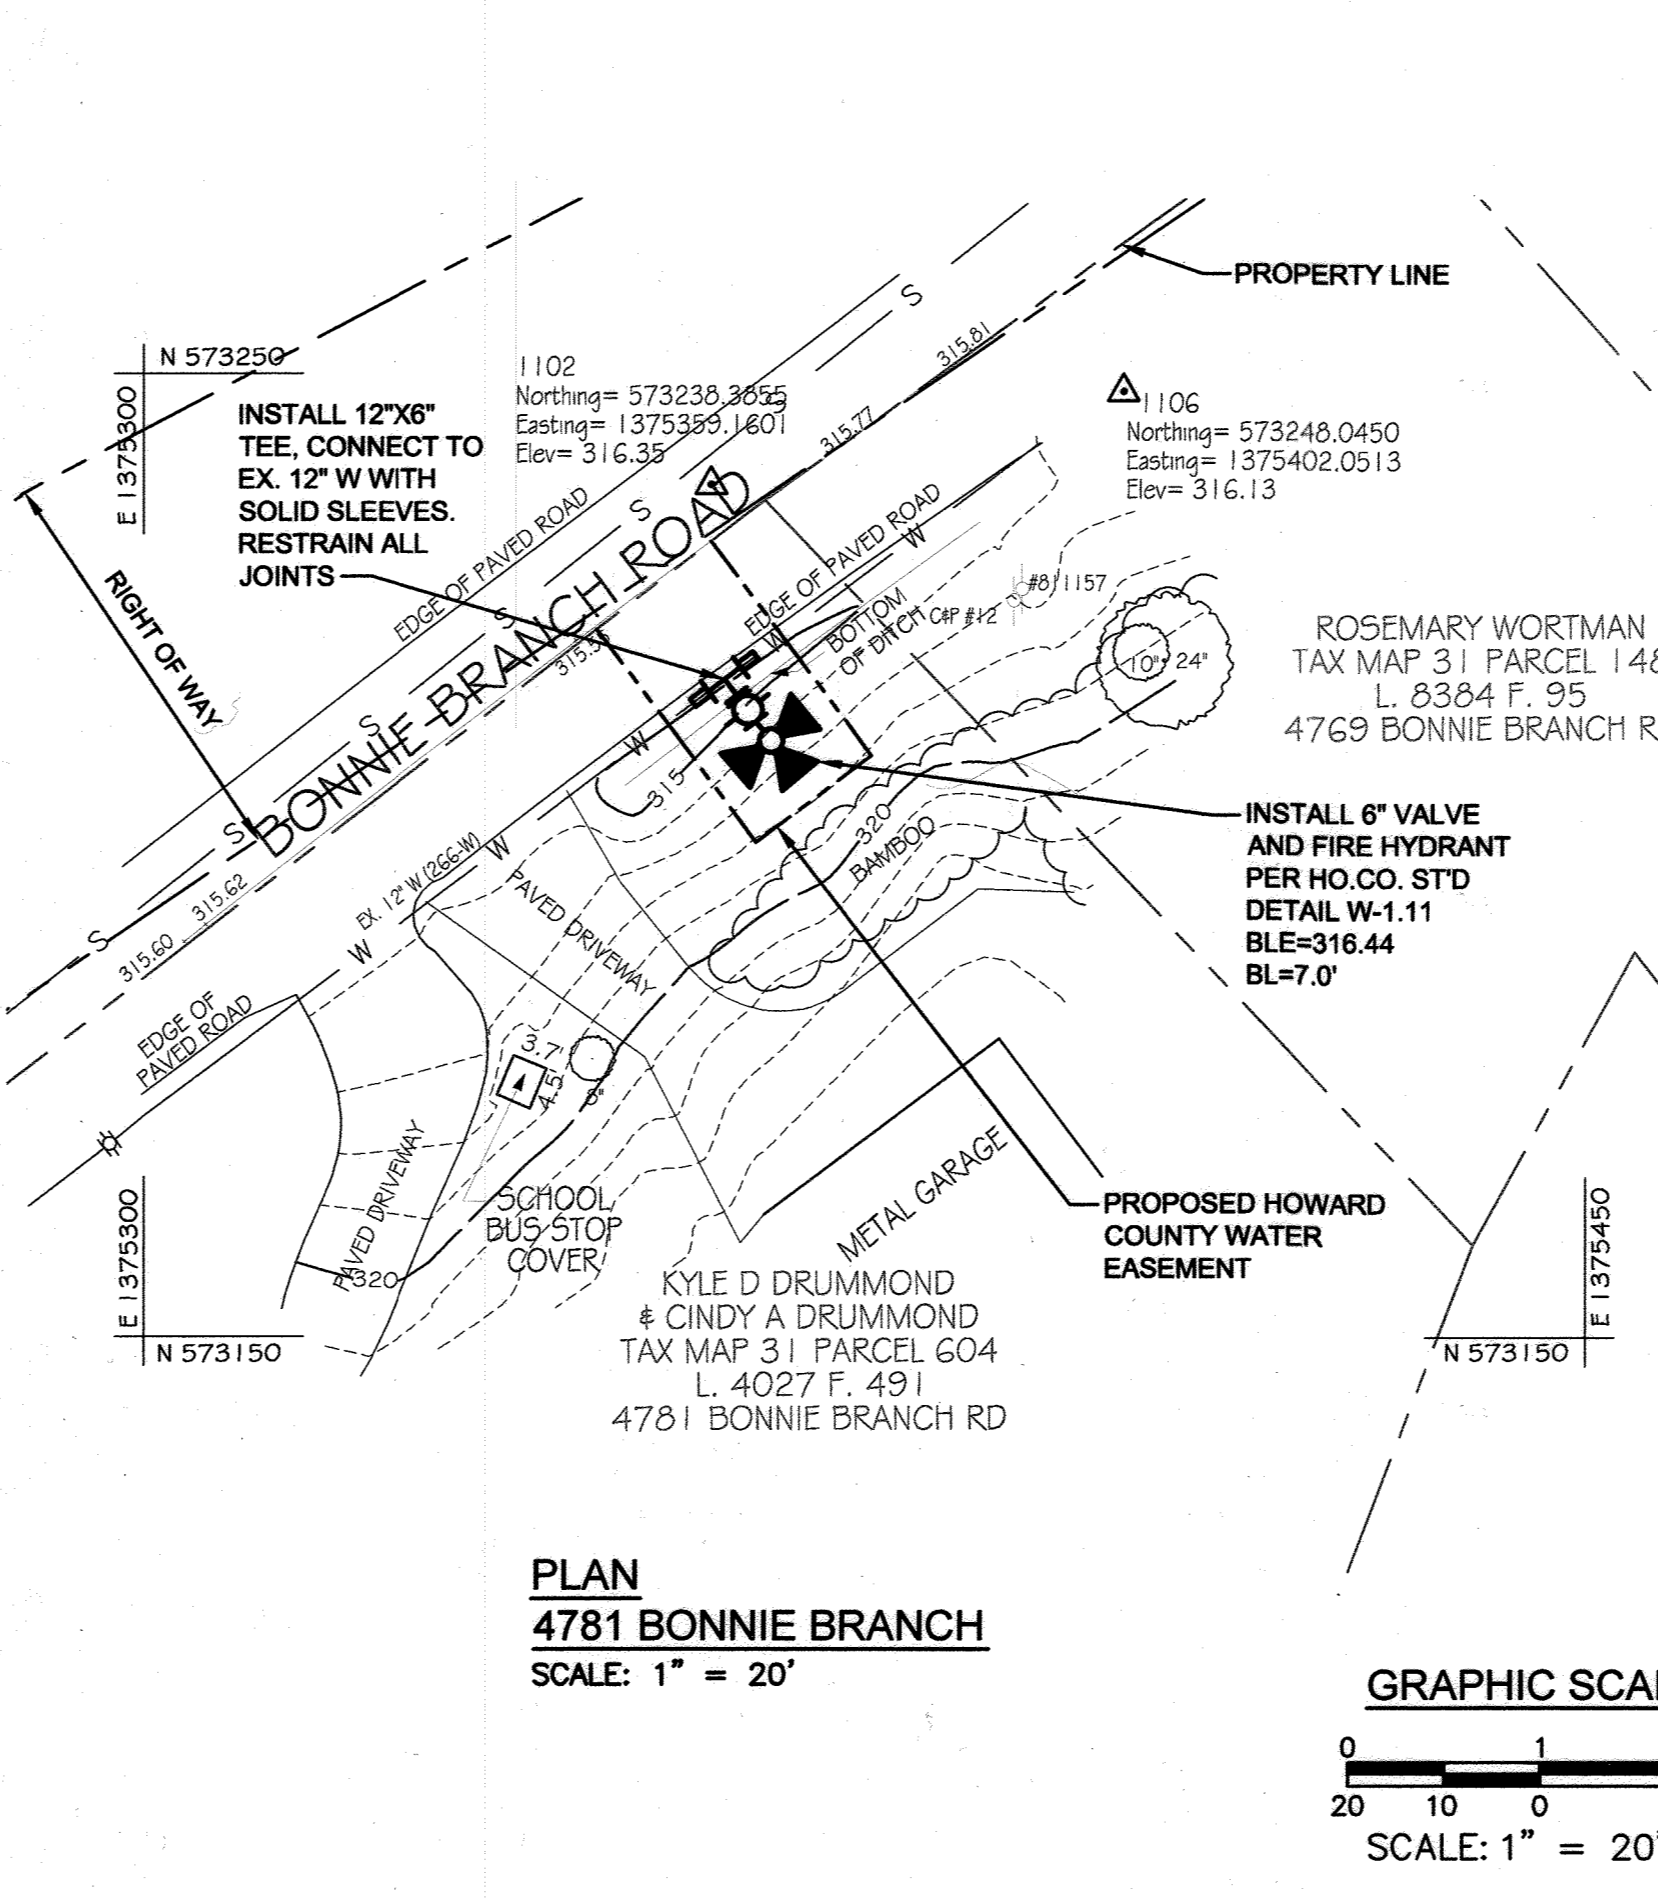 PROPERTY LINE
N 573250
E 1375300
1102
Northing= 573238.3855
Easting= 1375359.1601
Elev= 316.35
INSTALL 12"X6"
TEE, CONNECT TO
EX. 12" W WITH
SOLID SLEEVES.
RESTRAIN ALL
JOINTS
1106
Northing= 573248.0450
Easting= 1375402.0513
Elev= 316.13
S
315.81
315.77
S
EDGE OF PAVED ROAD
BONNIE BRANCH ROAD
S
S
S
S
RIGHT OF WAY
EDGE OF PAVED ROAD
W
W
W
W
W
BOTTOM
OF DITCH
C&P #12
#8/1157
10"
24"
ROSEMARY WORTMAN
TAX MAP 31 PARCEL 148
L. 8384 F. 95
4769 BONNIE BRANCH R
315
320
BAMBOO
INSTALL 6" VALVE
AND FIRE HYDRANT
PER HO.CO. ST'D
DETAIL W-1.11
BLE=316.44
BL=7.0'
EX. 12" W (266-W)
315.62
315.60
PAVED DRIVEWAY
EDGE OF
PAVED ROAD
3.7'
4.5'
8"
PAVED DRIVEWAY
320
SCHOOL
BUS STOP
COVER
METAL GARAGE
PROPOSED HOWARD
COUNTY WATER
EASEMENT
E 1375300
N 573150
E 1375450
N 573150
KYLE D DRUMMOND
& CINDY A DRUMMOND
TAX MAP 31 PARCEL 604
L. 4027 F. 491
4781 BONNIE BRANCH RD
PLAN
4781 BONNIE BRANCH
SCALE: 1" = 20'
GRAPHIC SCA
0 1
20 10 0
SCALE: 1" = 20'